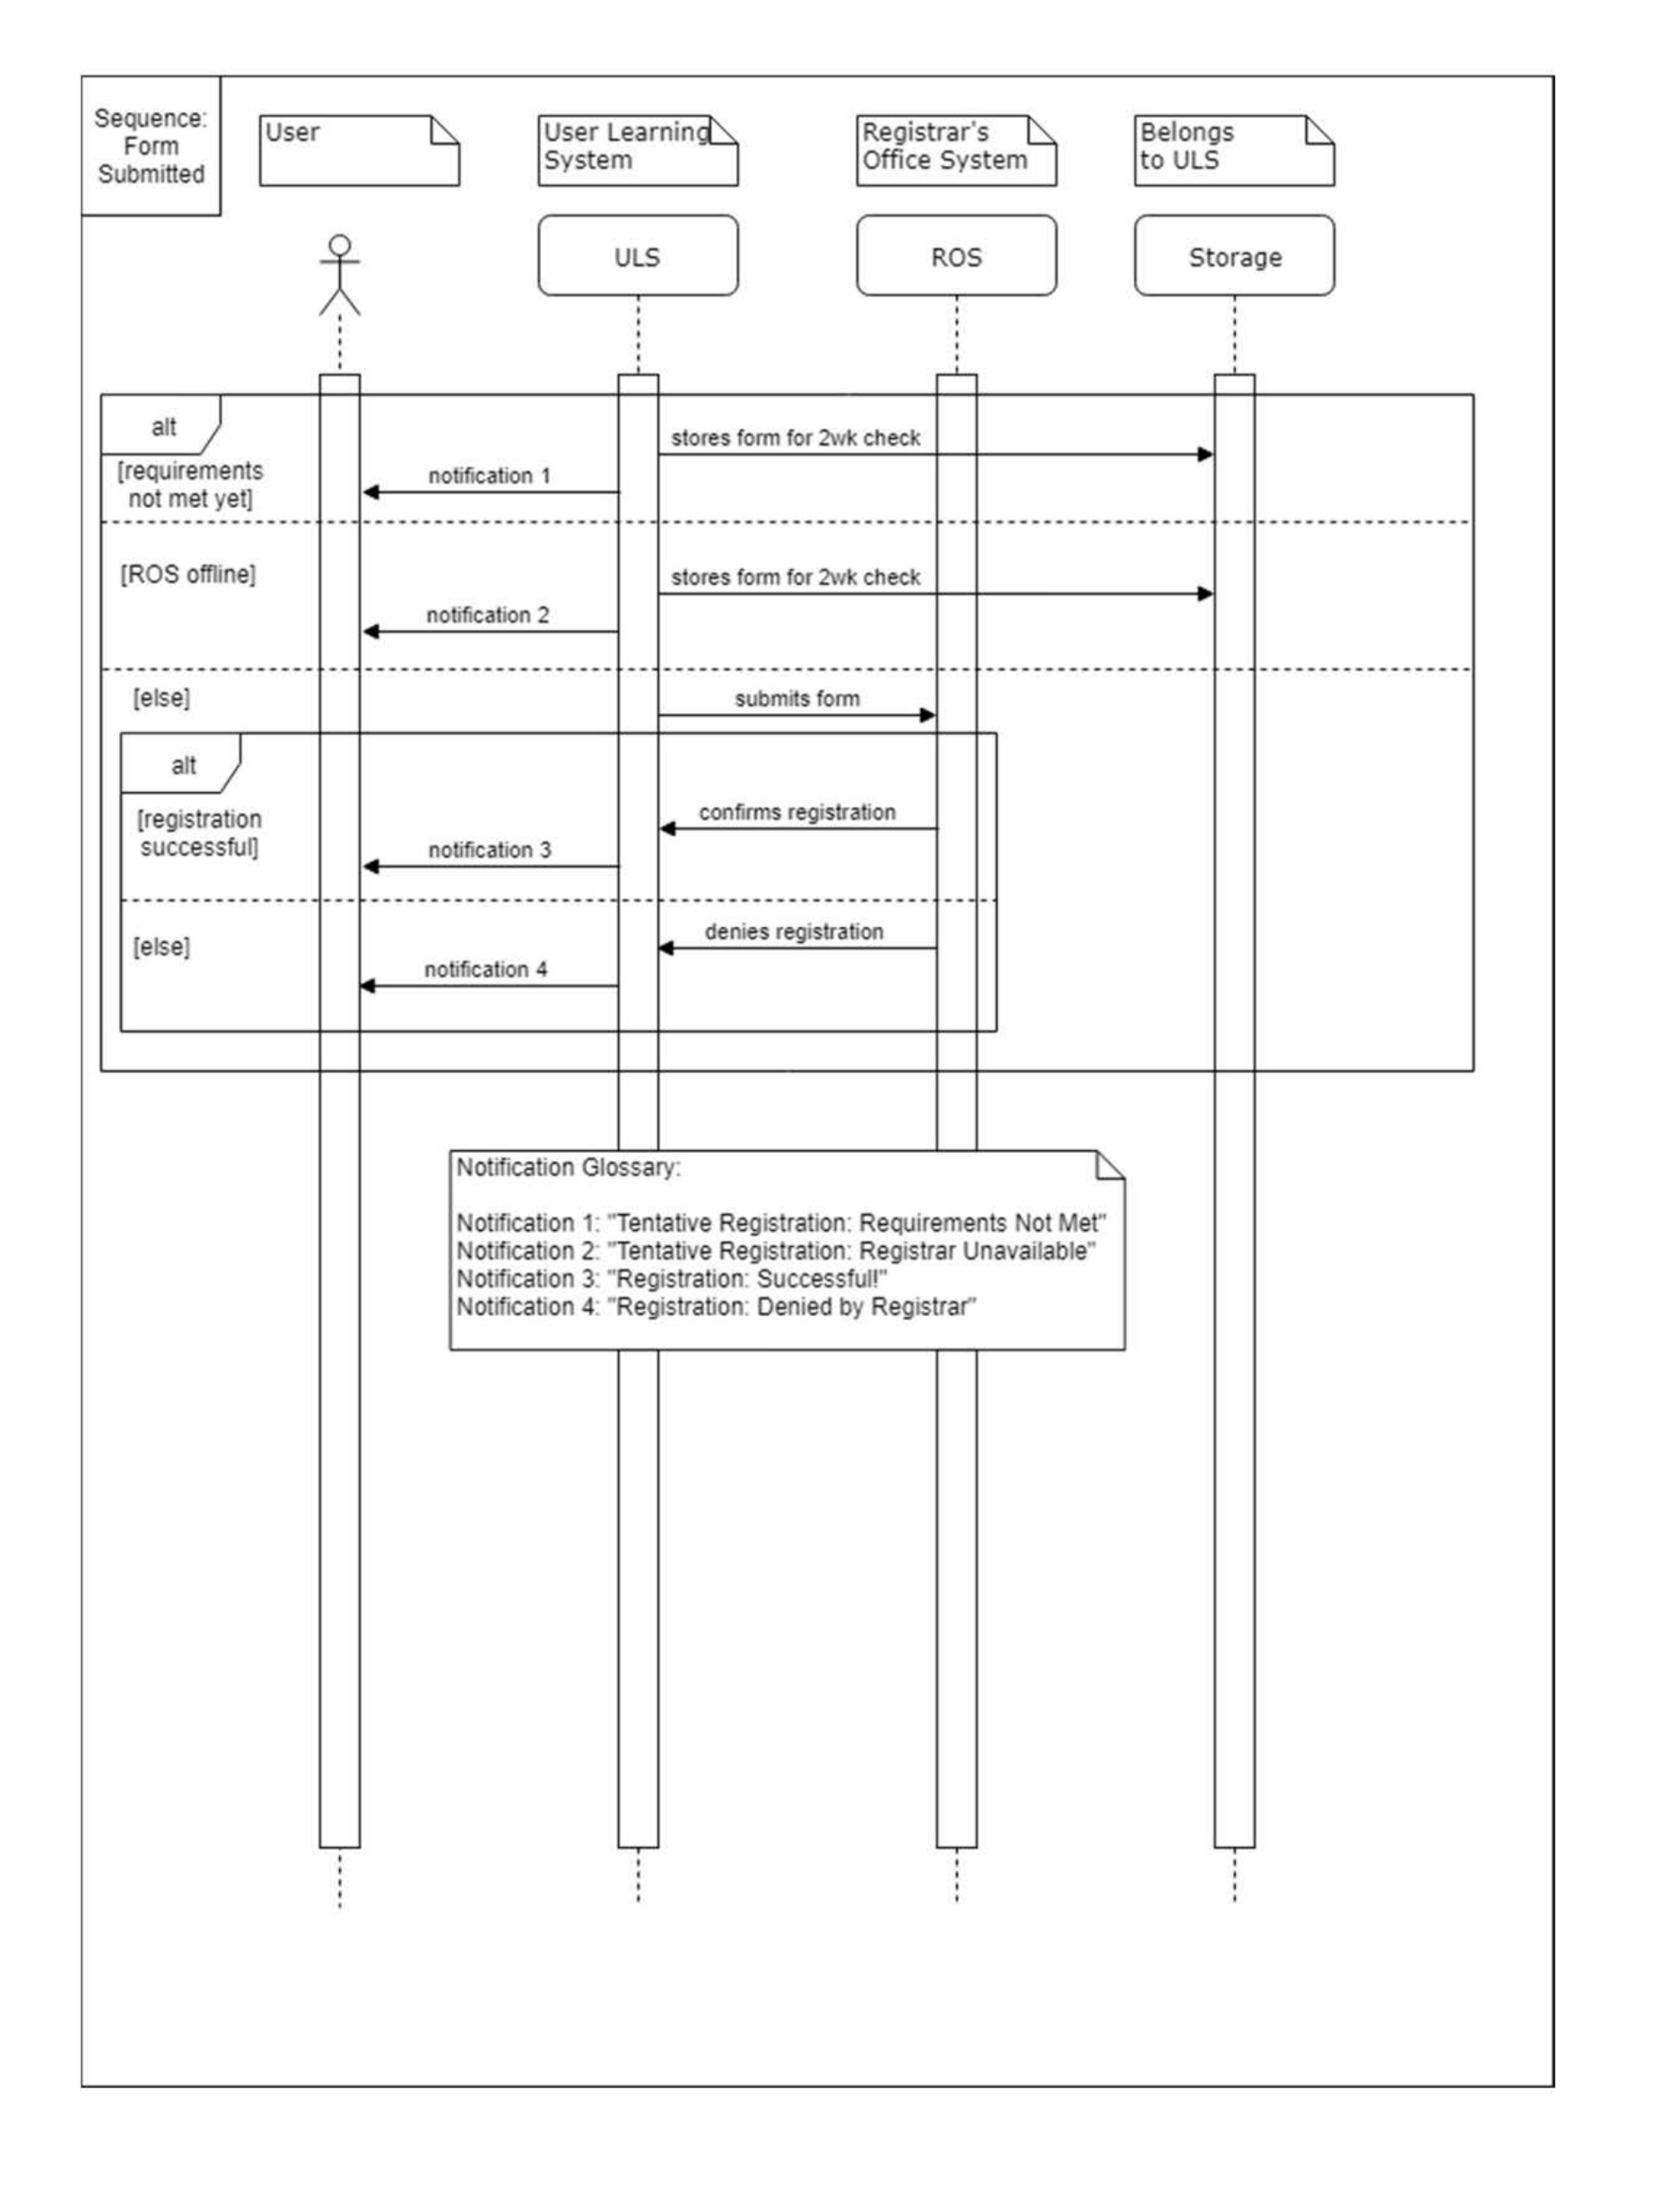 Sequence:
Form
Submitted
User
User Learning
System
Registrar's
Office System
Belongs
to ULS
ULS
ROS
Storage
alt
stores form for 2wk check
[requirements
not met yet]
notification 1
[ROS offline]
stores form for 2wk check
notification 2
[else]
submits form
alt
[registration
successful]
confirms registration
notification 3
[else]
denies registration
notification 4
Notification Glossary:
Notification 1: "Tentative Registration: Requirements Not Met"
Notification 2: "Tentative Registration: Registrar Unavailable"
Notification 3: "Registration: Successful!"
Notification 4: "Registration: Denied by Registrar"